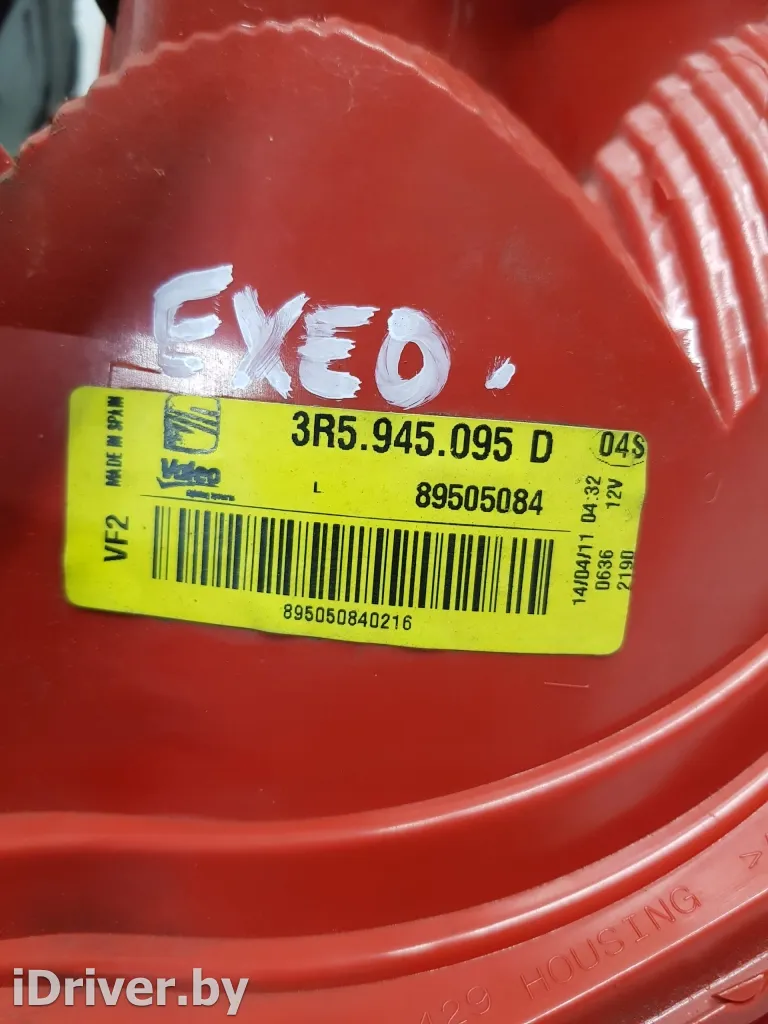 EXEO.
MADE IN SPAIN
Valeo
3R5.945.095 D
04S
L
89505084
VF2
895050840216
14/04/11 04:32
0636 12V
2190
429 HOUSING >
iDriver.by